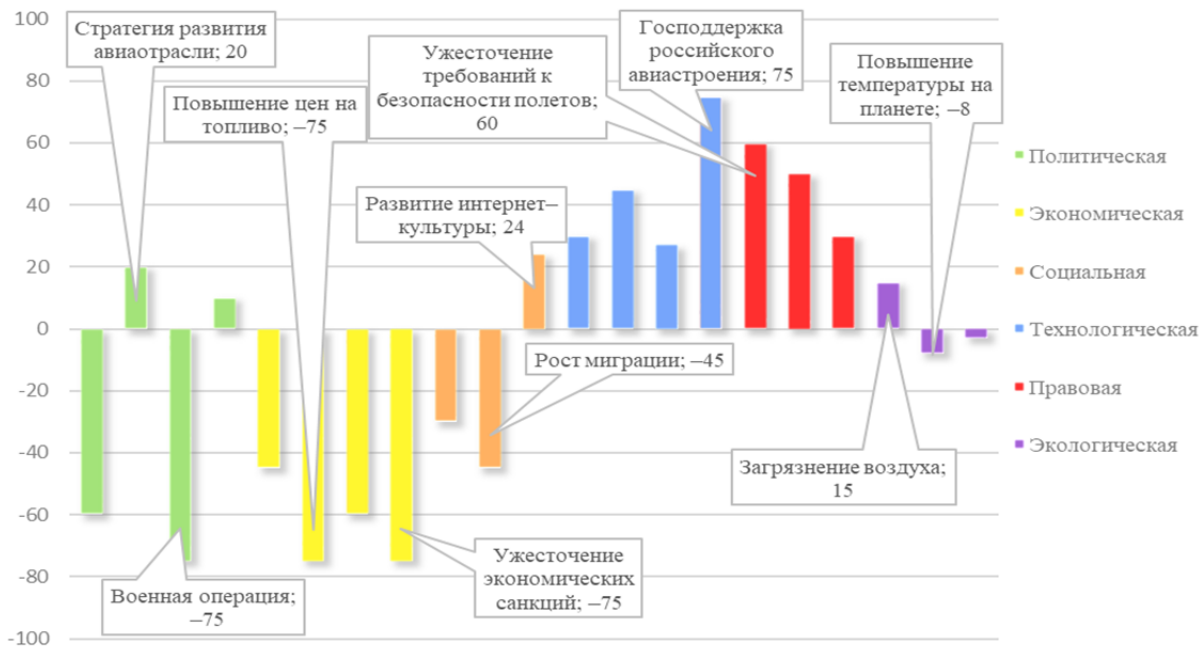 100
80
60
40
20
0
-20
-40
-60
-80
-100
Стратегия развития
авиаотрасли; 20
Повышение цен на
топливо; –75
Ужесточение
требований к
безопасности полетов;
60
Господдержка
российского
авиастроения; 75
Повышение
температуры на
планете; –8
Развитие интернет–
культуры; 24
Рост миграции; –45
Загрязнение воздуха;
15
Ужесточение
экономических
санкций; –75
Военная операция;
–75
Политическая
Экономическая
Социальная
Технологическая
Правовая
Экологическая